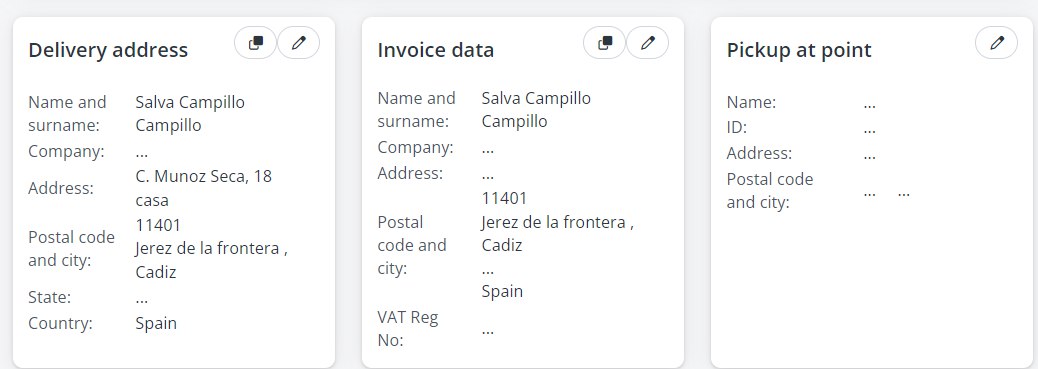 Delivery address
Name and
surname:
Salva Campillo
Campillo
Company:
...
Address:
C. Munoz Seca, 18
casa
Postal code
and city:
11401
Jerez de la frontera ,
Cadiz
State:
...
Country:
Spain
Invoice data
Name and
surname:
Salva Campillo
Campillo
Company:
...
Address:
...
Postal
code and
city:
11401
Jerez de la frontera ,
Cadiz
...
Spain
VAT Reg
No:
...
Pickup at point
Name:
...
ID:
...
Address:
...
Postal code
and city:
... ...